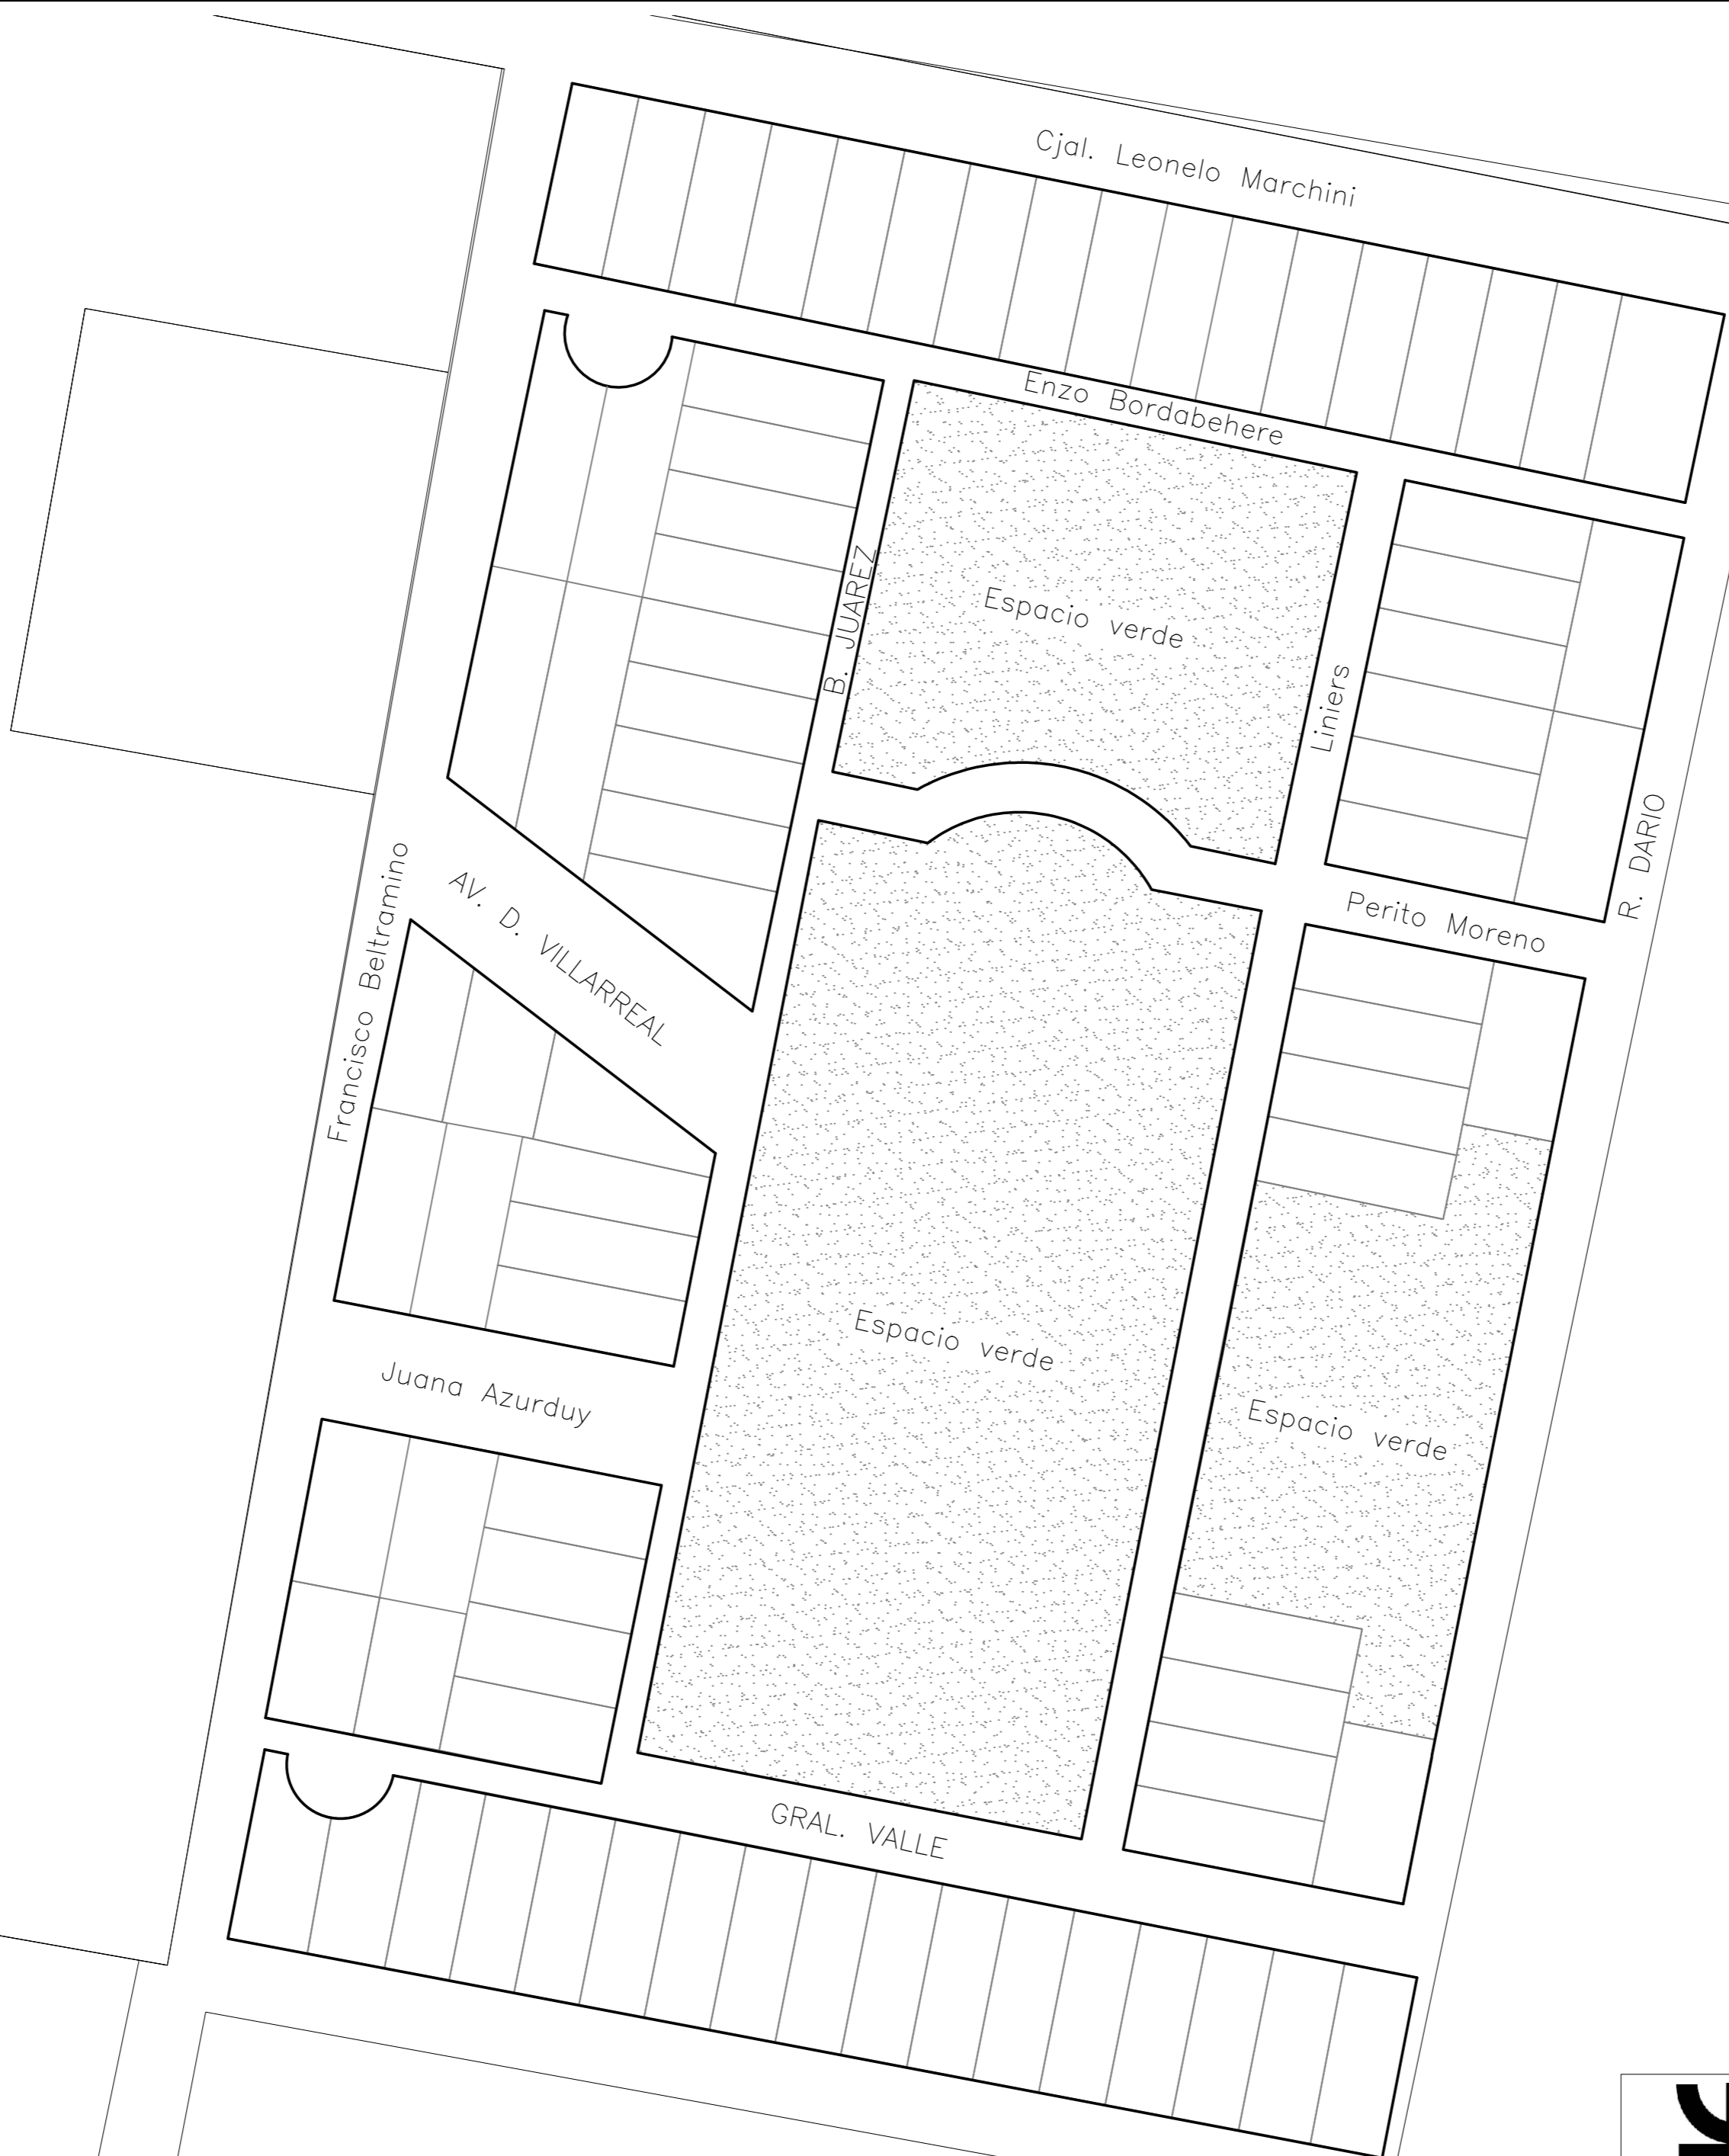 Cjal. Leonelo Marchini
Enzo Bordabehere
B. JUAREZ
Espacio verde
Liniers
R. DARIO
Francisco Beltramino
AV. D. VILLARREAL
Perito Moreno
Espacio verde
Espacio verde
Juana Azurduy
GRAL. VALLE